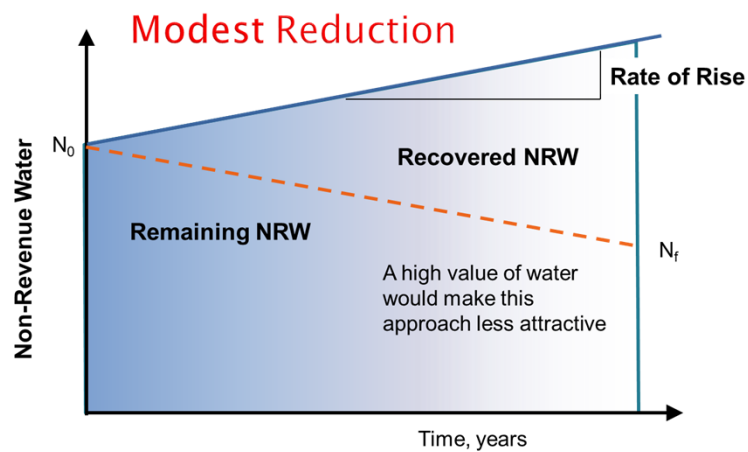 Modest Reduction
Rate of Rise
N0
Recovered NRW
Non-Revenue Water
Remaining NRW
Nf
A high value of water
would make this
approach less attractive
Time, years